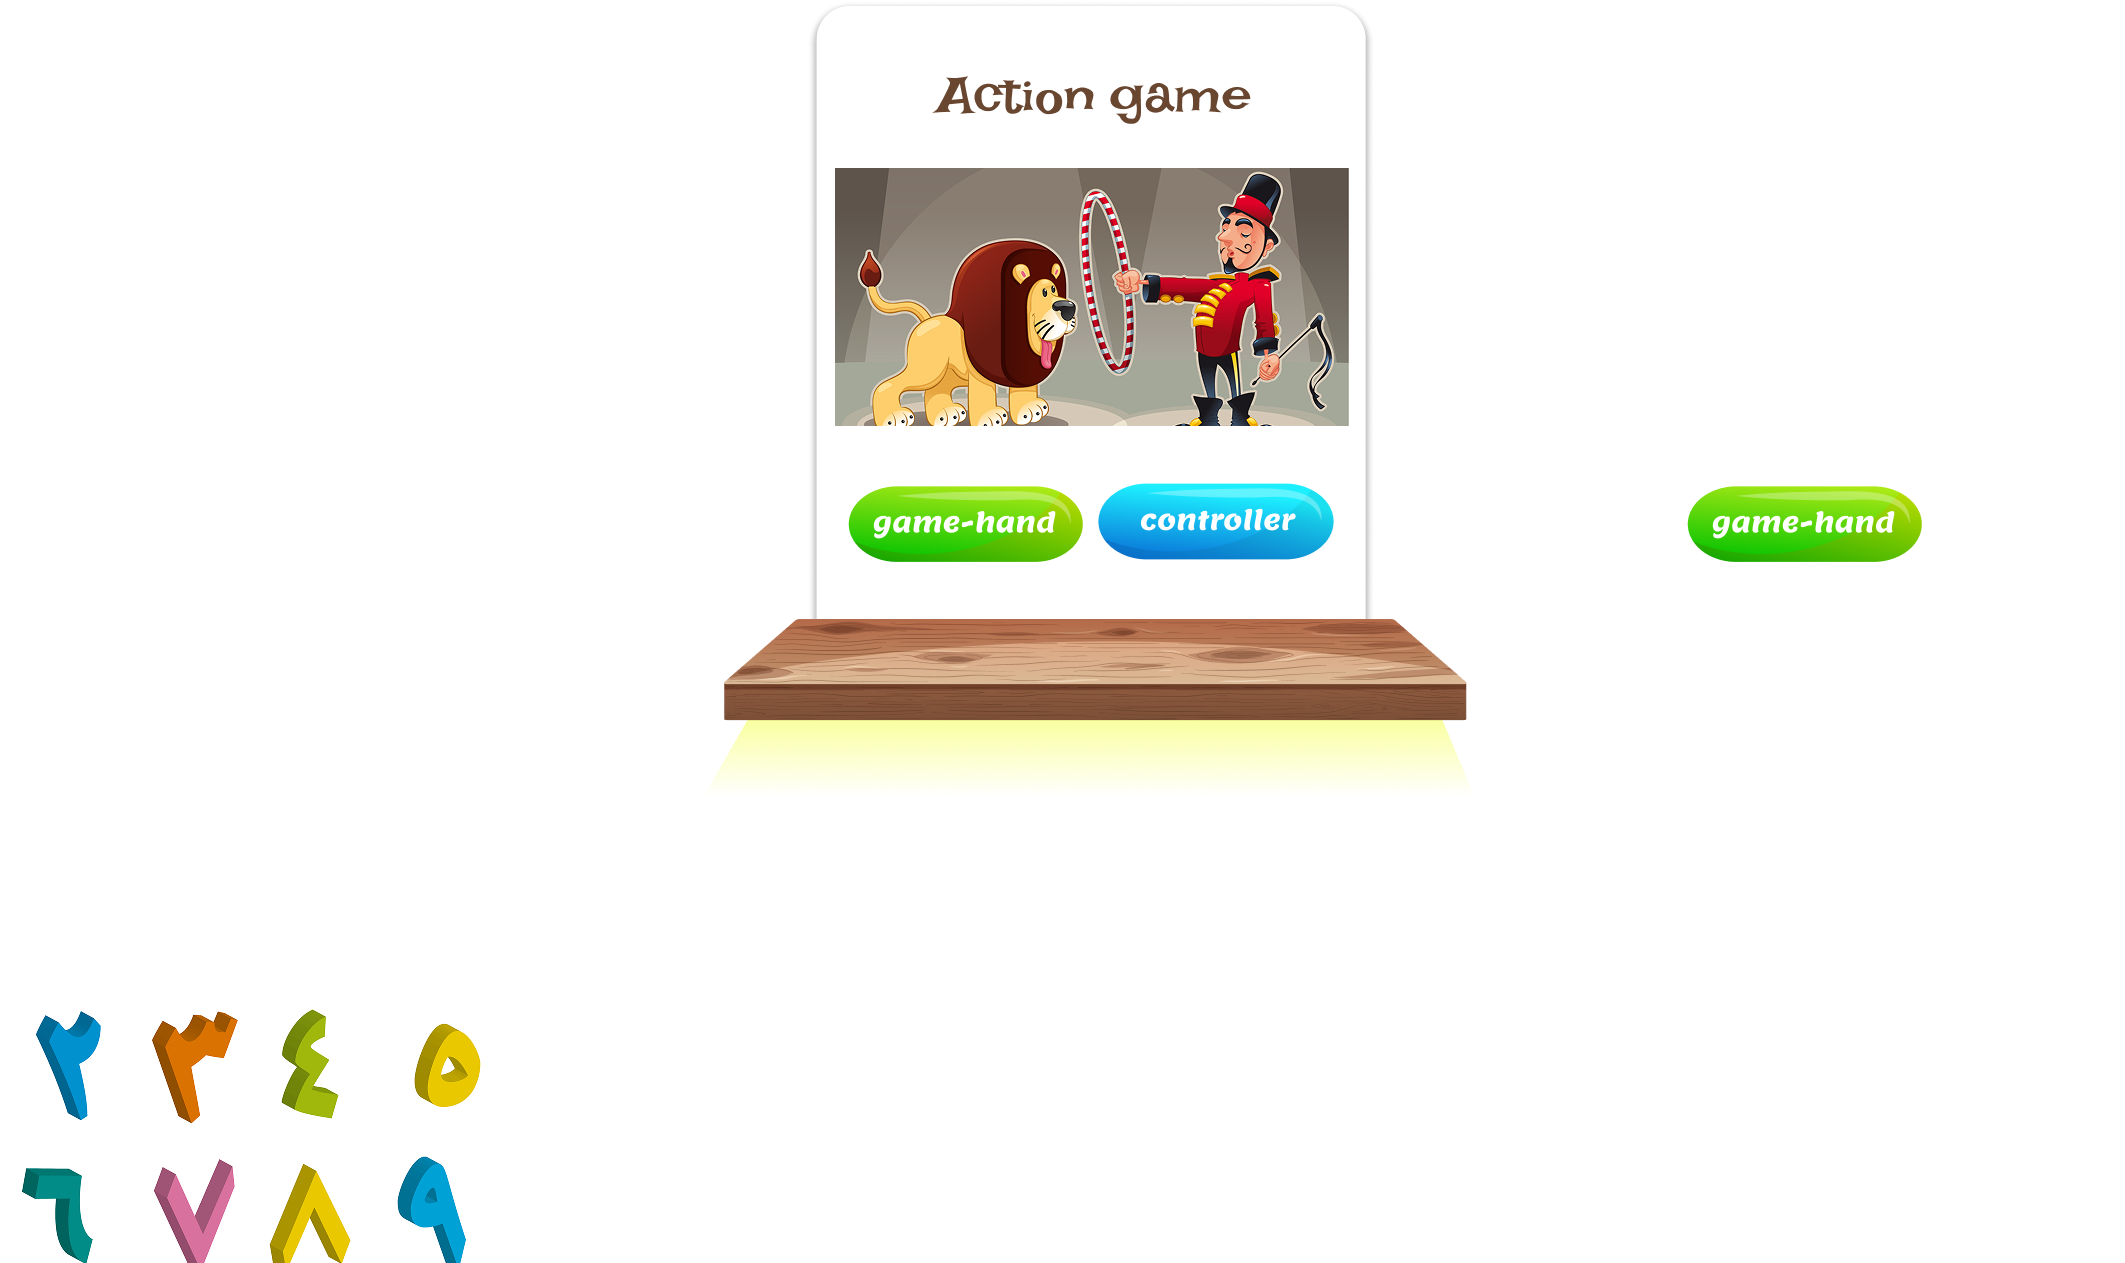 Action game
game-hand controller game-hand
٢ ٣ ٤ ٥
٦ ٧ ٨ ٩